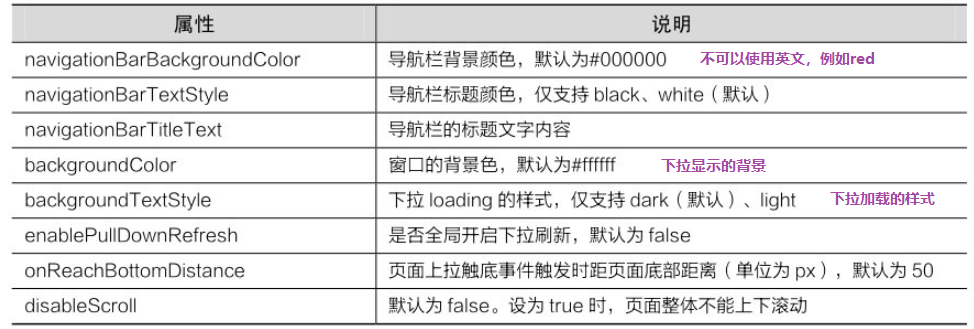 属性 说明
navigationBarBackgroundColor 导航栏背景颜色，默认为#000000 不可以使用英文，例如red
navigationBarTextStyle 导航栏标题颜色，仅支持 black、white（默认）
navigationBarTitleText 导航栏的标题文字内容
backgroundColor 窗口的背景色，默认为#ffffff 下拉显示的背景
backgroundTextStyle 下拉 loading 的样式，仅支持 dark（默认）、light 下拉加载的样式
enablePullDownRefresh 是否全局开启下拉刷新，默认为 false
onReachBottomDistance 页面上拉触底事件触发时距页面底部距离（单位为 px），默认为 50
disableScroll 默认为 false。设为 true 时，页面整体不能上下滚动